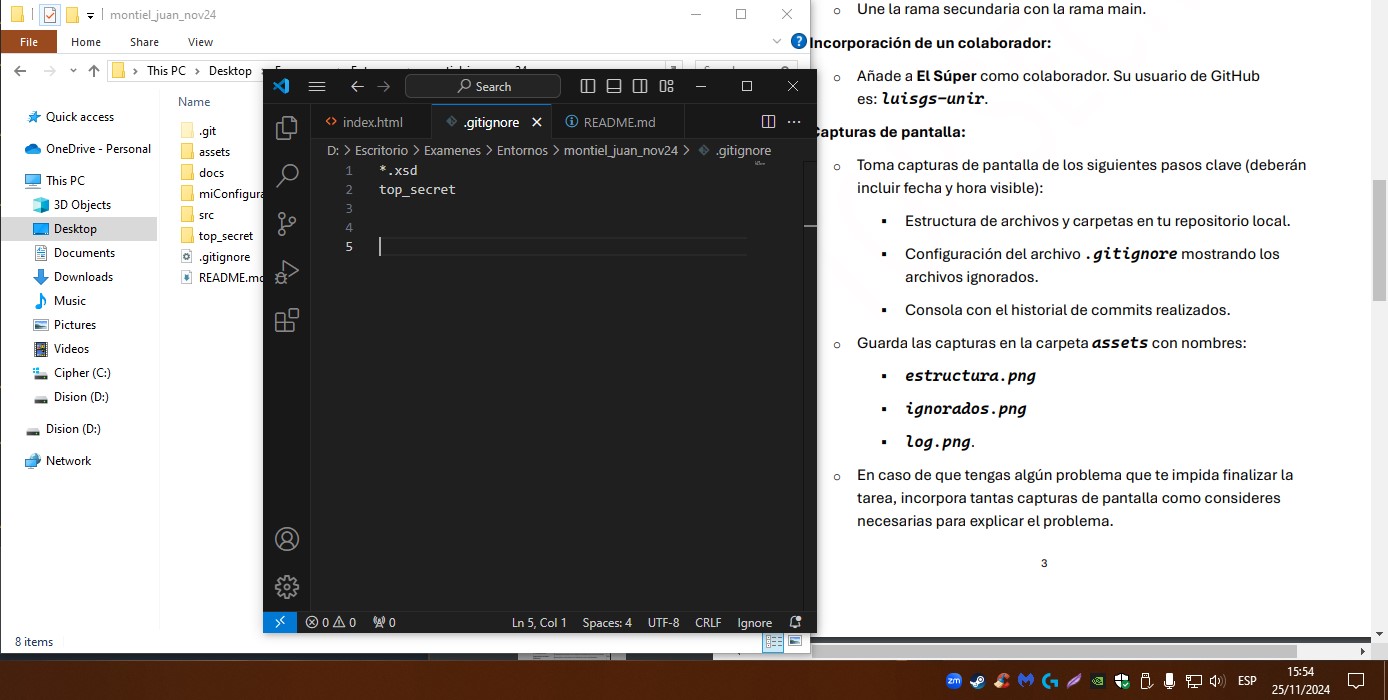 montiel_juan_nov24
File Home Share View
This PC Desktop
Name
Quick access
OneDrive - Personal
This PC
3D Objects
Desktop
Documents
Downloads
Music
Pictures
Videos
Cipher (C:)
Dision (D:)
Dision (D:)
Network
.git
assets
docs
miConfigura
src
top_secret
.gitignore
README.md
8 items
Search
index.html .gitignore README.md
D: > Escritorio > Examenes > Entornos > montiel_juan_nov24 > .gitignore
1 *.xsd
2 top_secret
3
4
5
0 0 0 Ln 5, Col 1 Spaces: 4 UTF-8 CRLF Ignore
Une la rama secundaria con la rama main.
Incorporación de un colaborador:
Añade a El Súper como colaborador. Su usuario de GitHub
es: luisgs-unir.
Capturas de pantalla:
Toma capturas de pantalla de los siguientes pasos clave (deberán
incluir fecha y hora visible):
Estructura de archivos y carpetas en tu repositorio local.
Configuración del archivo .gitignore mostrando los
archivos ignorados.
Consola con el historial de commits realizados.
Guarda las capturas en la carpeta assets con nombres:
estructura.png
ignorados.png
log.png.
En caso de que tengas algún problema que te impida finalizar la
tarea, incorpora tantas capturas de pantalla como consideres
necesarias para explicar el problema.
3
zm ESP 15:54
25/11/2024